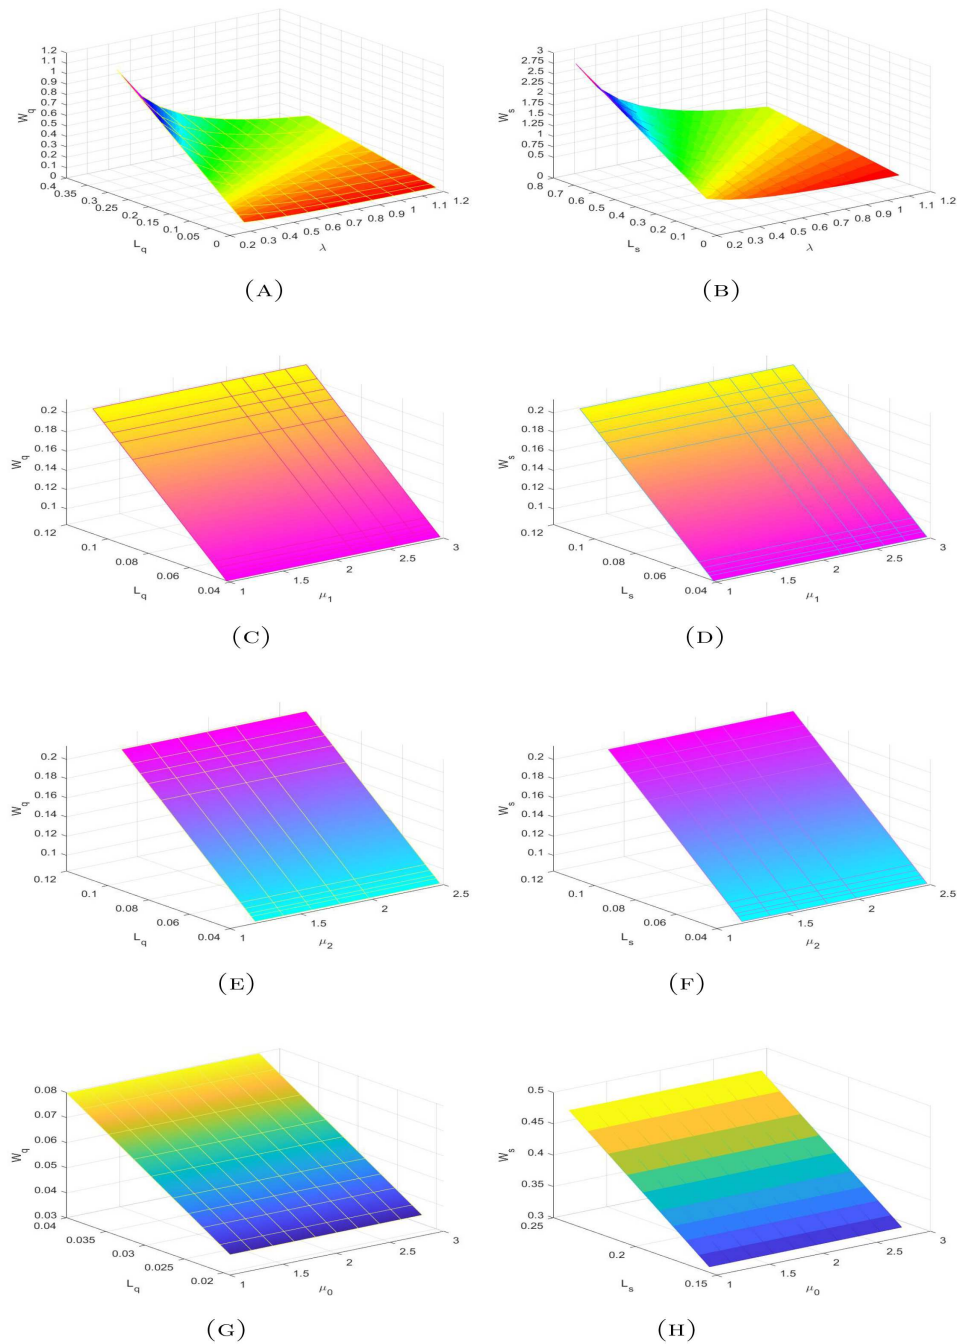 1.2
1.1
1
0.9
0.8
0.7
0.6
0.5
0.4
0.3
0.2
0.1
0
W_q
0.4
0.35
0.3
0.25
0.2
0.15
0.1
0.05
0
L_q
0.2 0.3 0.4 0.5 0.6 0.7 0.8 0.9 1 1.1 1.2
λ
(A)
3
2.75
2.5
2.25
2
1.75
1.5
1.25
1
0.75
0.5
0
W_s
0.8
0.7
0.6
0.5
0.4
0.3
0.2
0.1
0
L_s
0.2 0.3 0.4 0.5 0.6 0.7 0.8 0.9 1 1.1 1.2
λ
(B)
0.2
0.18
0.16
0.14
0.12
0.1
W_q
0.12
0.1
0.08
0.06
0.04
L_q
1 1.5 2 2.5 3
μ_1
(C)
0.2
0.18
0.16
0.14
0.12
0.1
W_s
0.12
0.1
0.08
0.06
0.04
L_s
1 1.5 2 2.5 3
μ_1
(D)
0.2
0.18
0.16
0.14
0.12
0.1
W_q
0.12
0.1
0.08
0.06
0.04
L_q
1 1.5 2 2.5
μ_2
(E)
0.2
0.18
0.16
0.14
0.12
0.1
W_s
0.12
0.1
0.08
0.06
0.04
L_s
1 1.5 2 2.5
μ_2
(F)
0.08
0.07
0.06
0.05
0.04
0.03
W_q
0.04
0.035
0.03
0.025
0.02
L_q
1 1.5 2 2.5 3
μ_0
(G)
0.5
0.45
0.4
0.35
0.3
W_s
0.25
0.2
0.15
L_s
1 1.5 2 2.5 3
μ_0
(H)